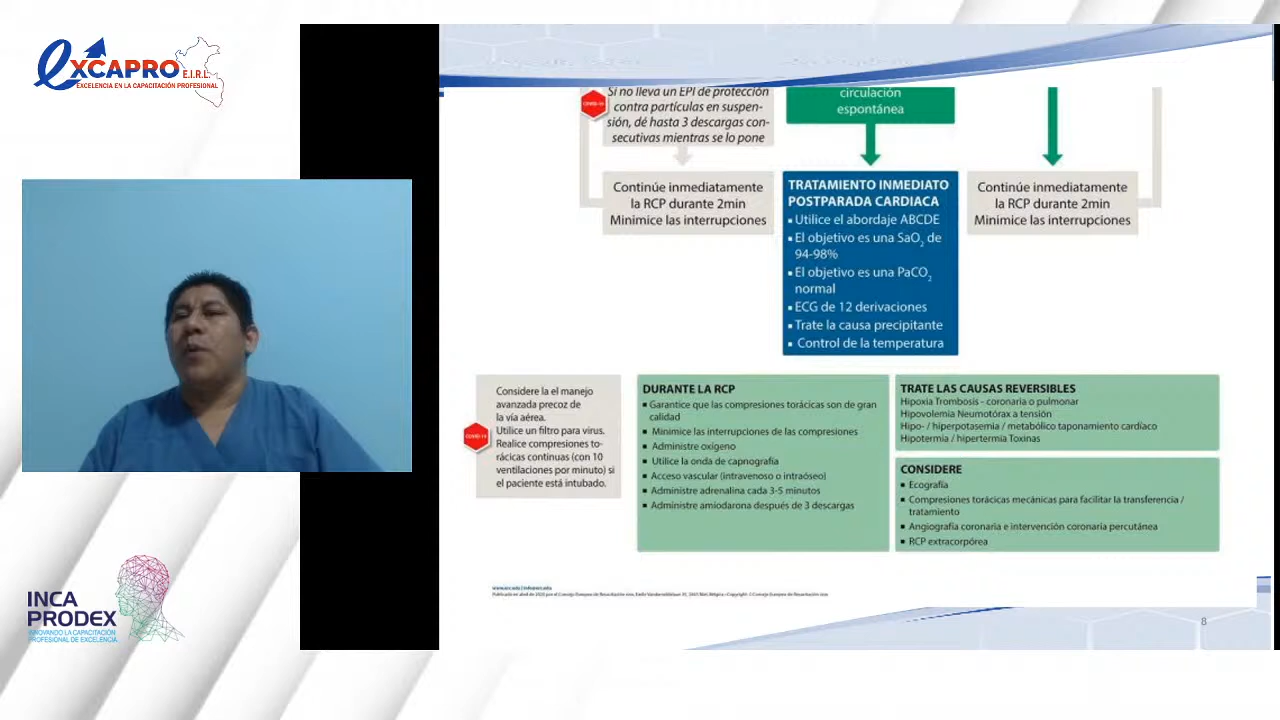 excapro E.I.R.L.
EXCELENCIA EN LA CAPACITACIÓN PROFESIONAL
COVID-19
Si no lleva un EPI de protección
contra partículas en suspen-
sión, dé hasta 3 descargas con-
secutivas mientras se lo pone
circulación
espontánea
Continúe inmediatamente
la RCP durante 2min
Minimice las interrupciones
TRATAMIENTO INMEDIATO
POSTPARADA CARDIACA
▪ Utilice el abordaje ABCDE
▪ El objetivo es una SaO2 de
94-98%
▪ El objetivo es una PaCO2
normal
▪ ECG de 12 derivaciones
▪ Trate la causa precipitante
▪ Control de la temperatura
Continúe inmediatamente
la RCP durante 2min
Minimice las interrupciones
COVID-19
Considere la el manejo
avanzada precoz de
la vía aérea.
Utilice un filtro para virus.
Realice compresiones to-
rácicas continuas (con 10
ventilaciones por minuto) si
el paciente está intubado.
DURANTE LA RCP
▪ Garantice que las compresiones torácicas son de gran
calidad
▪ Minimice las interrupciones de las compresiones
▪ Administre oxígeno
▪ Utilice la onda de capnografía
▪ Acceso vascular (intravenoso o intraóseo)
▪ Administre adrenalina cada 3-5 minutos
▪ Administre amiodarona después de 3 descargas
TRATE LAS CAUSAS REVERSIBLES
Hipoxia Trombosis - coronaria o pulmonar
Hipovolemia Neumotórax a tensión
Hipo- / hiperpotasemia / metabólico taponamiento cardíaco
Hipotermia / hipertermia Toxinas
CONSIDERE
▪ Ecografía
▪ Compresiones torácicas mecánicas para facilitar la transferencia /
tratamiento
▪ Angiografía coronaria e intervención coronaria percutánea
▪ RCP extracorpórea
INCA
PRODEX
INNOVANDO LA CAPACITACIÓN
PROFESIONAL DE EXCELENCIA
8